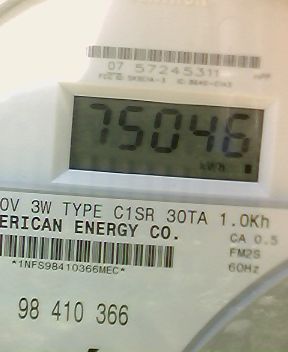 07 57245311
75046
kWh
0V 3W TYPE C1SR 30TA 1.0Kh
ERICAN ENERGY CO.
CA 0.5
FM2S
60Hz
*1NFS98410366MEC*
98 410 366